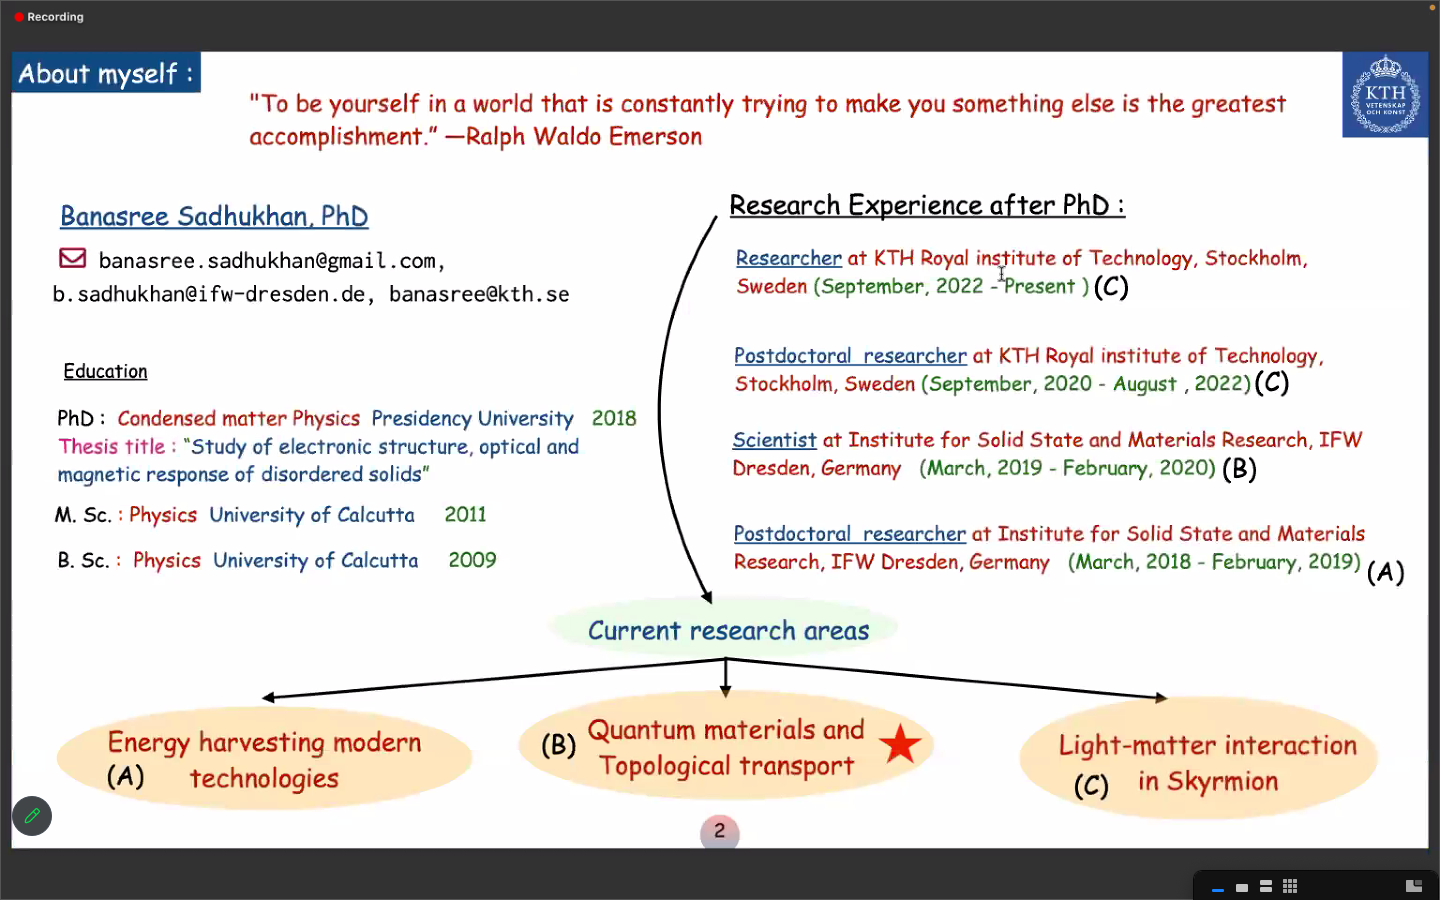 Recording
About myself :
"To be yourself in a world that is constantly trying to make you something else is the greatest
accomplishment.” —Ralph Waldo Emerson
KTH
VETENSKAP
OCH KONST
Banasree Sadhukhan, PhD
banasree.sadhukhan@gmail.com,
b.sadhukhan@ifw-dresden.de, banasree@kth.se
Education
PhD : Condensed matter Physics Presidency University 2018
Thesis title : “Study of electronic structure, optical and
magnetic response of disordered solids”
M. Sc. : Physics University of Calcutta 2011
B. Sc. : Physics University of Calcutta 2009
Research Experience after PhD :
Researcher at KTH Royal institute of Technology, Stockholm,
Sweden (September, 2022 - Present ) (C)
Postdoctoral researcher at KTH Royal institute of Technology,
Stockholm, Sweden (September, 2020 - August , 2022) (C)
Scientist at Institute for Solid State and Materials Research, IFW
Dresden, Germany (March, 2019 - February, 2020) (B)
Postdoctoral researcher at Institute for Solid State and Materials
Research, IFW Dresden, Germany (March, 2018 - February, 2019) (A)
Current research areas
Energy harvesting modern
(A) technologies
(B) Quantum materials and
Topological transport
Light-matter interaction
(C) in Skyrmion
2